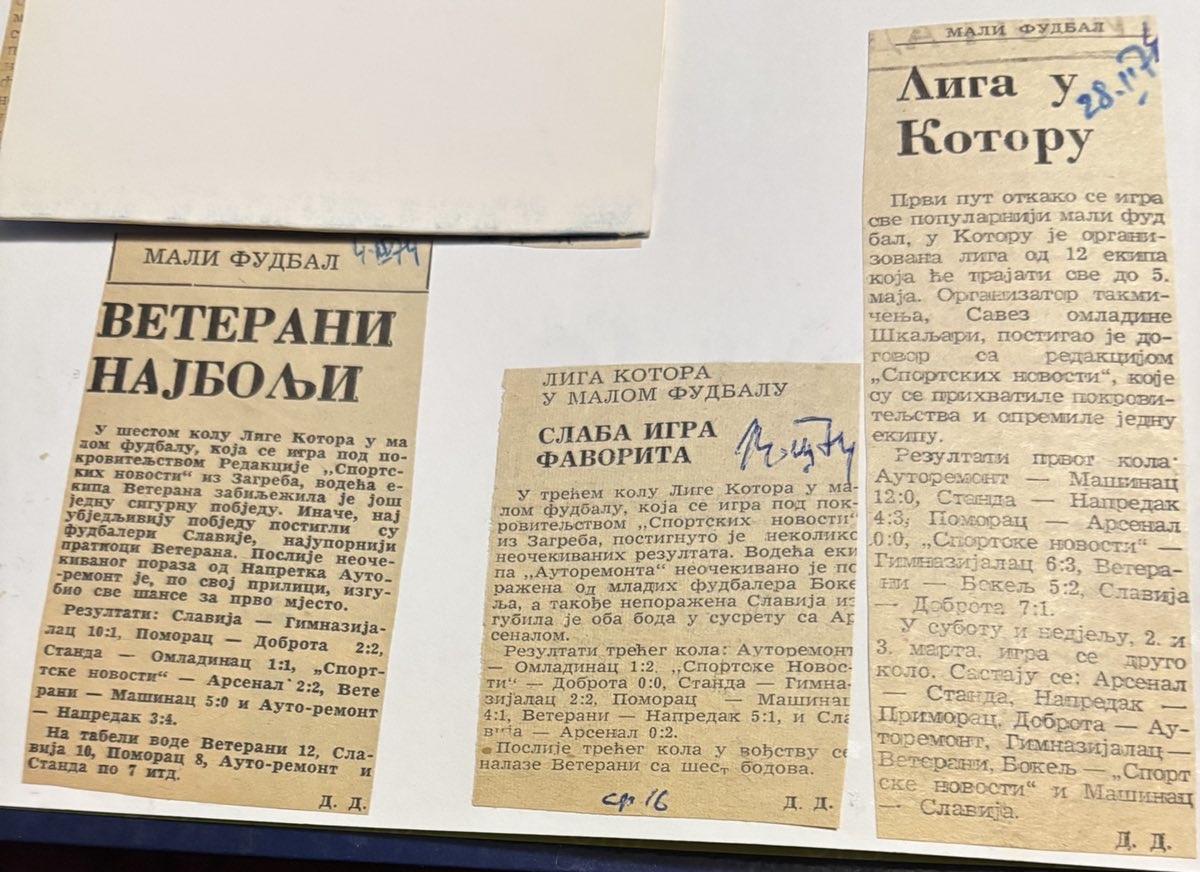 МАЛИ ФУДБАЛ
ВЕТЕРАНИ
НАЈБОЉИ
У шестом колу Лиге Котора у ма
лом фудбалу, која се игра под по-
кровитељством Редакције „Спортс-
ких новости“ из Загреба, водећа е-
кипа Ветерана забиљежила је још
једну сигурну побједу. Иначе, нај
убједљивију побједу постигли су
фудбалери Славије, најупорнији
пратиоци Ветерана. Послије неоче-
киваног пораза од Напретка Ауто-
-ремонт је, по свој прилици, изгу-
био све шансе за прво мјесто.
Резултати: Славија — Гимназија-
лац 10:1, Поморац — Доброта 2:2,
Станда — Омладинац 1:1, „Спорт-
тске новости“ — Арсенал 2:2, Вете
рани — Машинац 5:0 и Ауто-ремонт
— Напредак 3:4.
На табели воде Ветерани 12, Сла-
вија 10, Поморац 8, Ауто-ремонт и
Станда по 7 итд.
Д. Д.
ЛИГА КОТОРА
У МАЛОМ ФУДБАЛУ
СЛАБА ИГРА
ФАВОРИТА
У трећем колу Лиге Котора у ма-
лом фудбалу, која се игра под пок-
ровитељством „Спортских новости“
из Загреба, постигнуто је неколико
неочекиваних резултата. Водећа еки
па „Ауторемонта“ неочекивано је по
ражена од младих фудбалера Боке
ља, а такође непоражена Славија из
губила је оба бода у сусрету са Ар
сеналом.
Резултати трећег кола: Ауторемонт
— Омладинац 1:2, „Спортске Новос-
ти“ — Доброта 0:0, Станда — Гимна-
зијалац 2:2, Поморац — Машинац
4:1, Ветерани — Напредак 5:1, и Сла
вија — Арсенал 0:2.
Послије трећег кола у вођству се
налазе Ветерани са шест бодова.
ср 16
Д. Д.
МАЛИ ФУДБАЛ
28.II 74
Лига у
Котору
Први пут откако се игра
све популарнији мали фуд
бал, у Котору је органи-
зована лига од 12 екипа
која ће трајати све до 5.
маја. Организатор такми-
чења, Савез омладине
Шкаљари, постигао је до-
говор са редакцијом
„Спортских новости“, које
су се прихватиле покрови-
тељства и опремиле једну
екипу.
Резултати првог кола:
Ауторемонт — Машинац
12:0, Станда — Напредак
4:3, Поморац — Арсенал
0:0, „Спортске новости“ —
Гимназијалац 6:3, Ветера-
ни — Бокељ 5:2, Славија
— Доброта 7:1.
У суботу и недјељу, 2. и
3. марта, игра се друго
коло. Састају се: Арсенал
— Станда, Напредак —
Приморац, Доброта — Ау-
торемонт, Гимназијалац—
Ветерани, Бокељ — „Спорт
ске новости“ и Машинац
— Славија.
Д. Д.